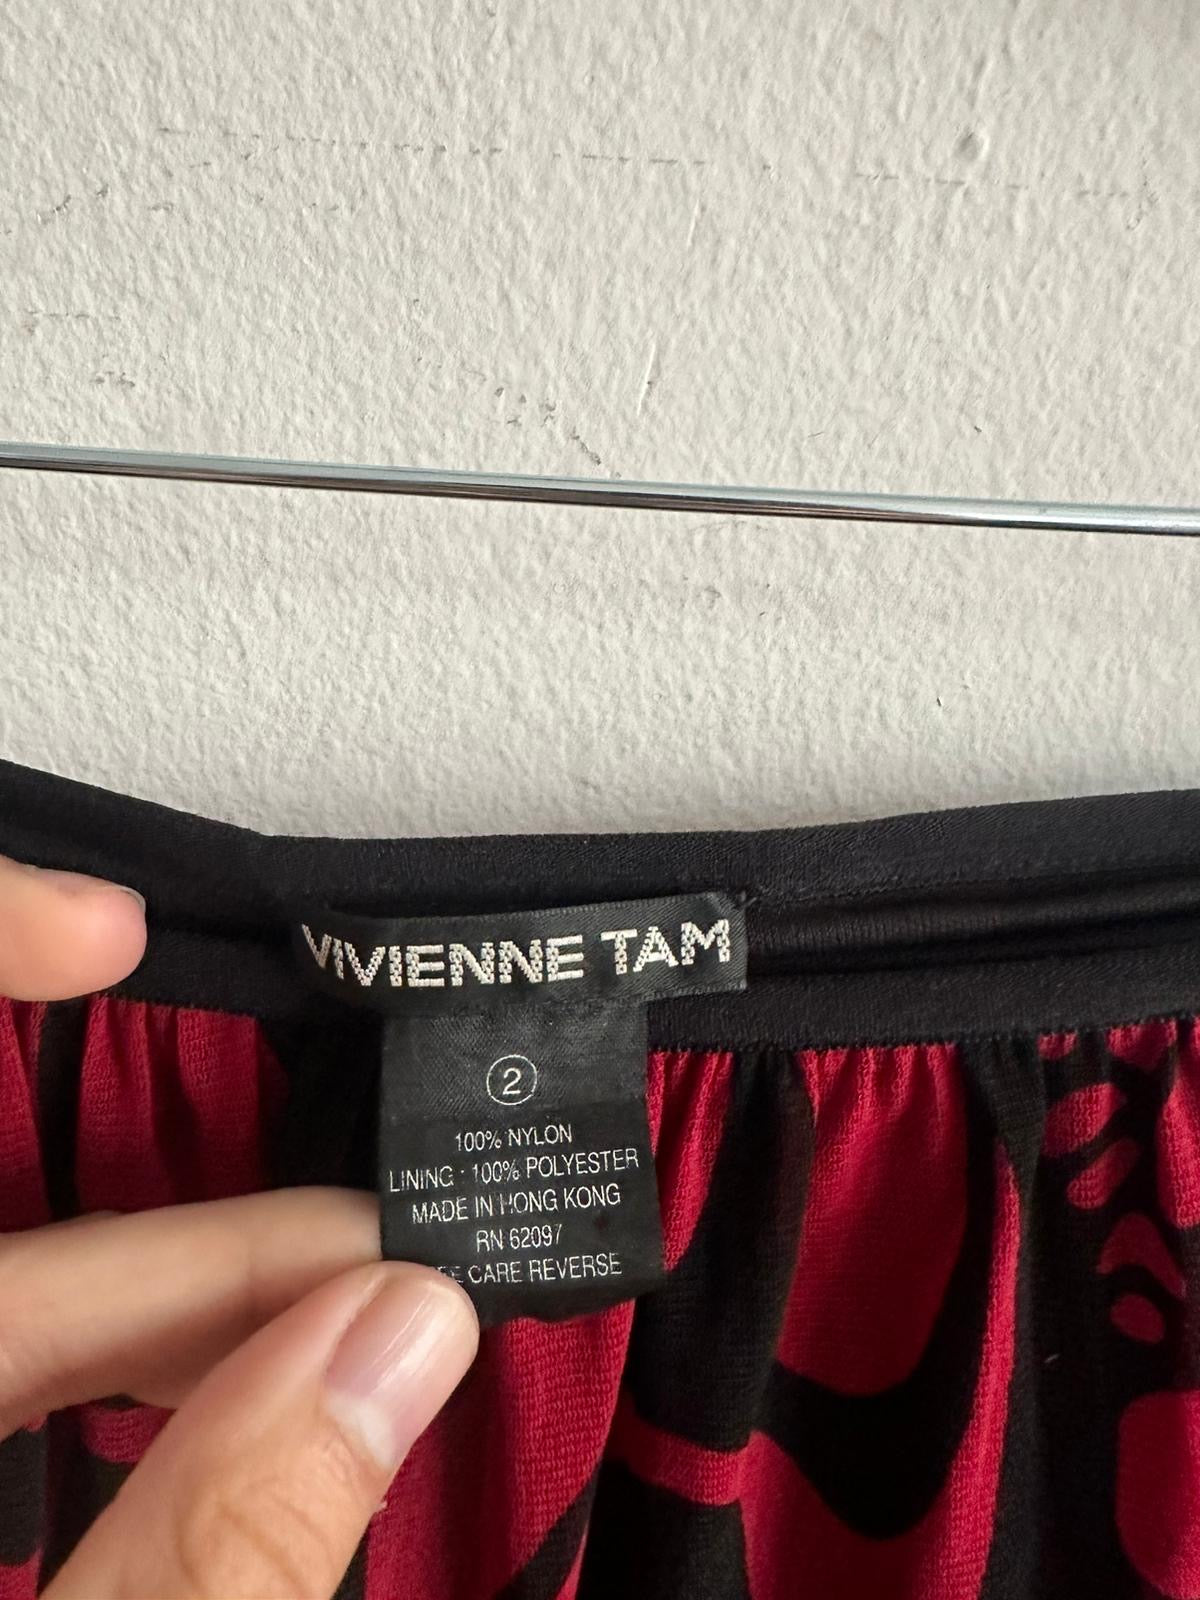 VIVIENNE TAM
2
100% NYLON
LINING : 100% POLYESTER
MADE IN HONG KONG
RN 62097
CARE REVERSE